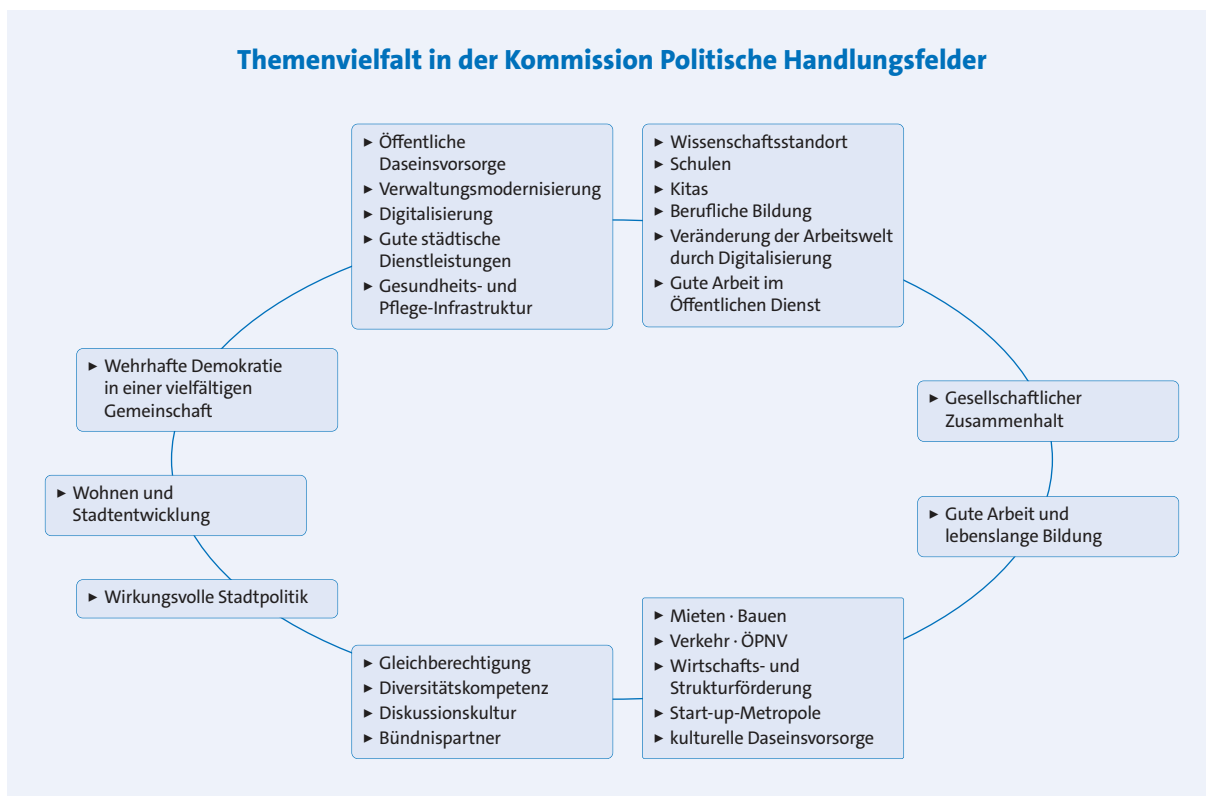 Themenvielfalt in der Kommission Politische Handlungsfelder
► Öffentliche
Daseinsvorsorge
► Verwaltungsmodernisierung
► Digitalisierung
► Gute städtische
Dienstleistungen
► Gesundheits- und
Pflege-Infrastruktur
► Wissenschaftsstandort
► Schulen
► Kitas
► Berufliche Bildung
► Veränderung der Arbeitswelt
durch Digitalisierung
► Gute Arbeit im
Öffentlichen Dienst
► Wehrhafte Demokratie
in einer vielfältigen
Gemeinschaft
► Gesellschaftlicher
Zusammenhalt
► Wohnen und
Stadtentwicklung
► Gute Arbeit und
lebenslange Bildung
► Wirkungsvolle Stadtpolitik
► Gleichberechtigung
► Diversitätskompetenz
► Diskussionskultur
► Bündnispartner
► Mieten · Bauen
► Verkehr · ÖPNV
► Wirtschafts- und
Strukturförderung
► Start-up-Metropole
► kulturelle Daseinsvorsorge